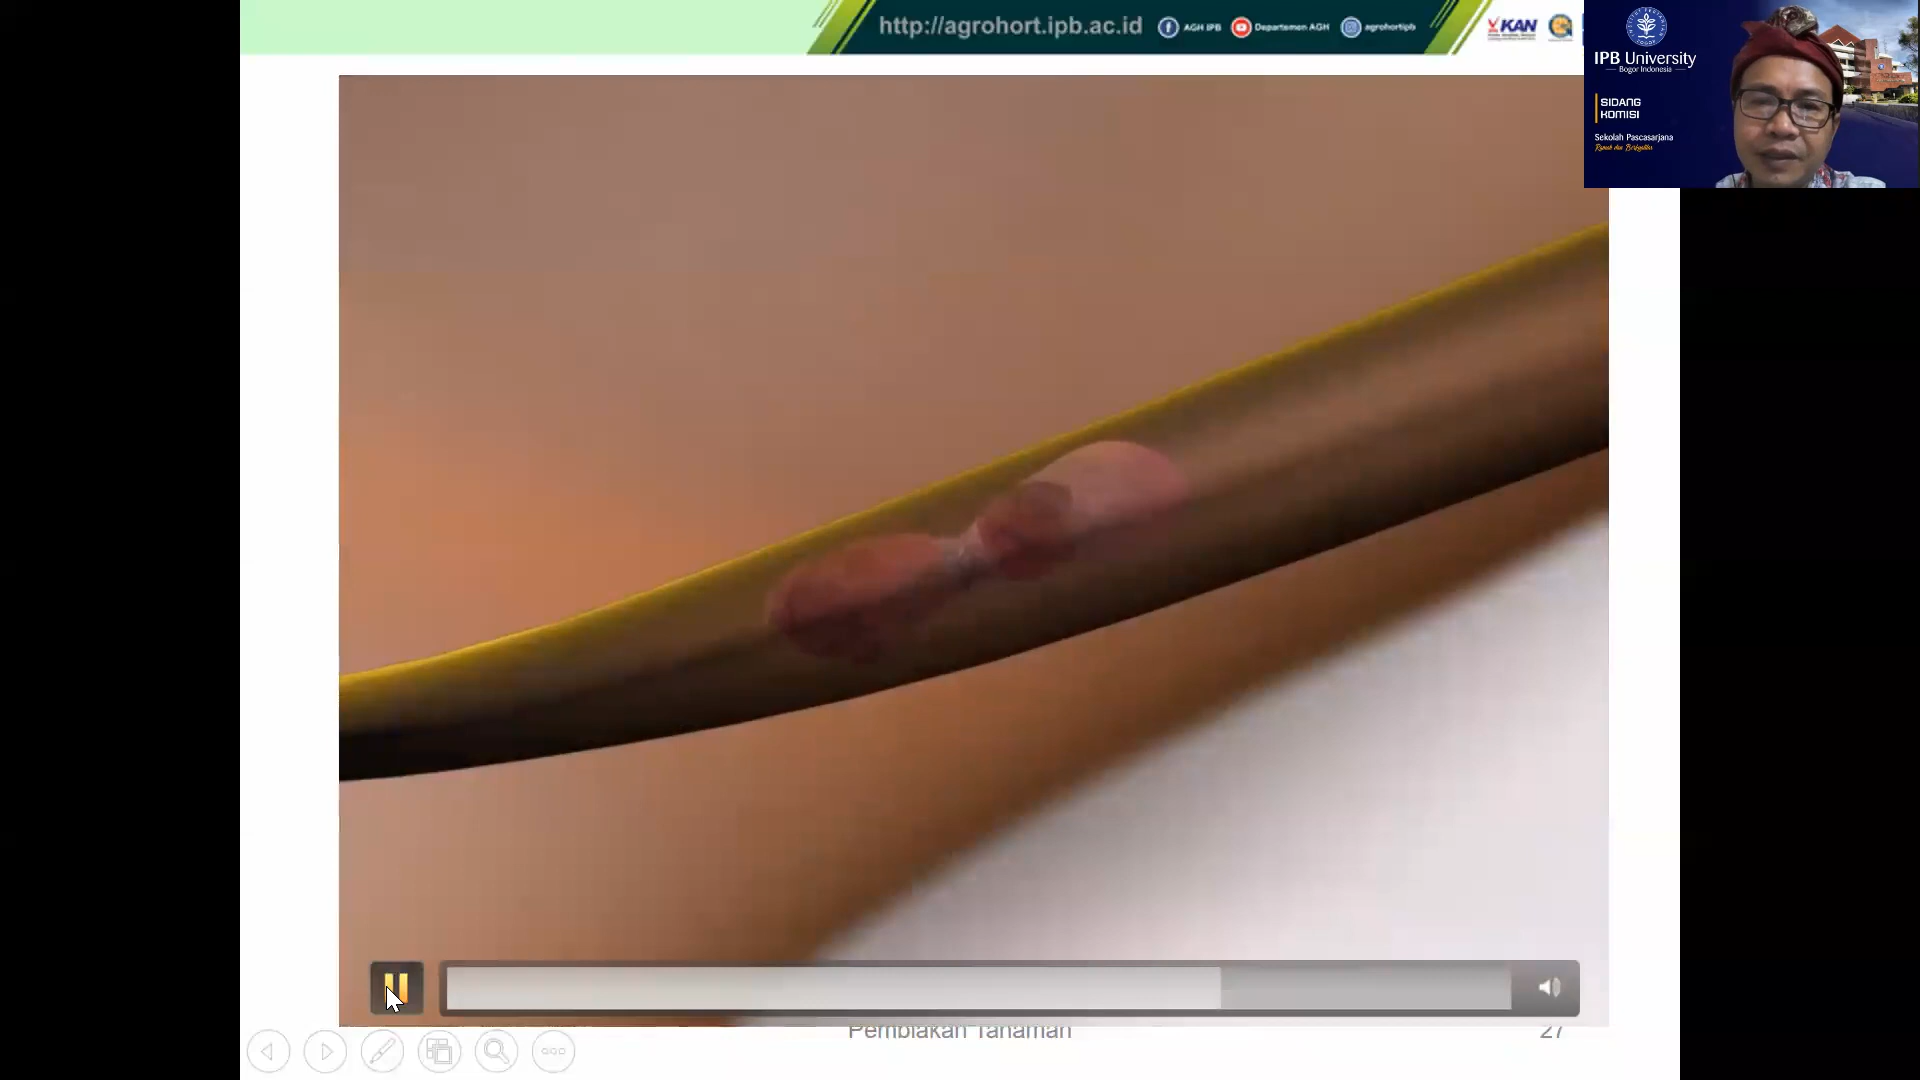 http://agrohort.ipb.ac.id
AGH IPB
Departemen AGH
agrohortipb
KAN
IPB University
Bogor Indonesia
SIDANG
KOMISI
Sekolah Pascasarjana
Pembiakan Tanaman
27